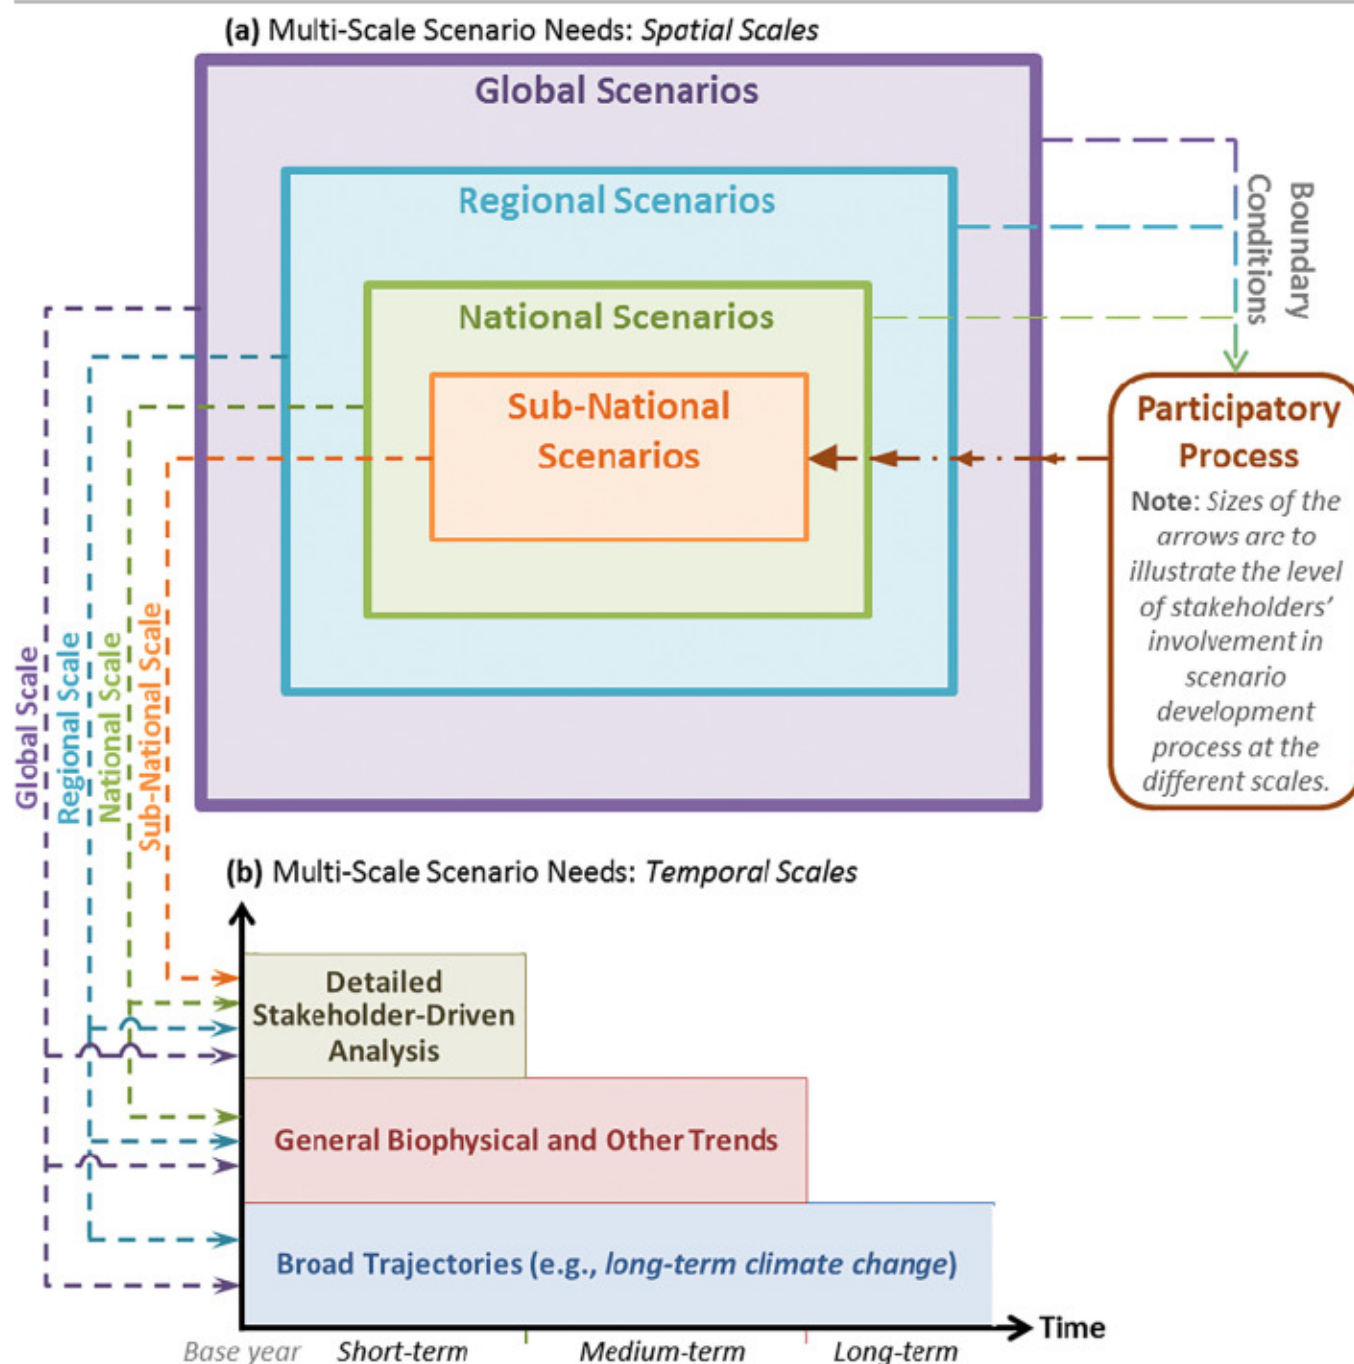 (a) Multi-Scale Scenario Needs: Spatial Scales
Global Scenarios
Regional Scenarios
National Scenarios
Sub-National
Scenarios
Boundary
Conditions
Participatory
Process
Note: Sizes of the
arrows are to
illustrate the level
of stakeholders'
involvement in
scenario
development
process at the
different scales.
Global Scale
Regional Scale
National Scale
Sub-National Scale
(b) Multi-Scale Scenario Needs: Temporal Scales
Detailed
Stakeholder-Driven
Analysis
General Biophysical and Other Trends
Broad Trajectories (e.g., long-term climate change)
Time
Base year Short-term Medium-term Long-term